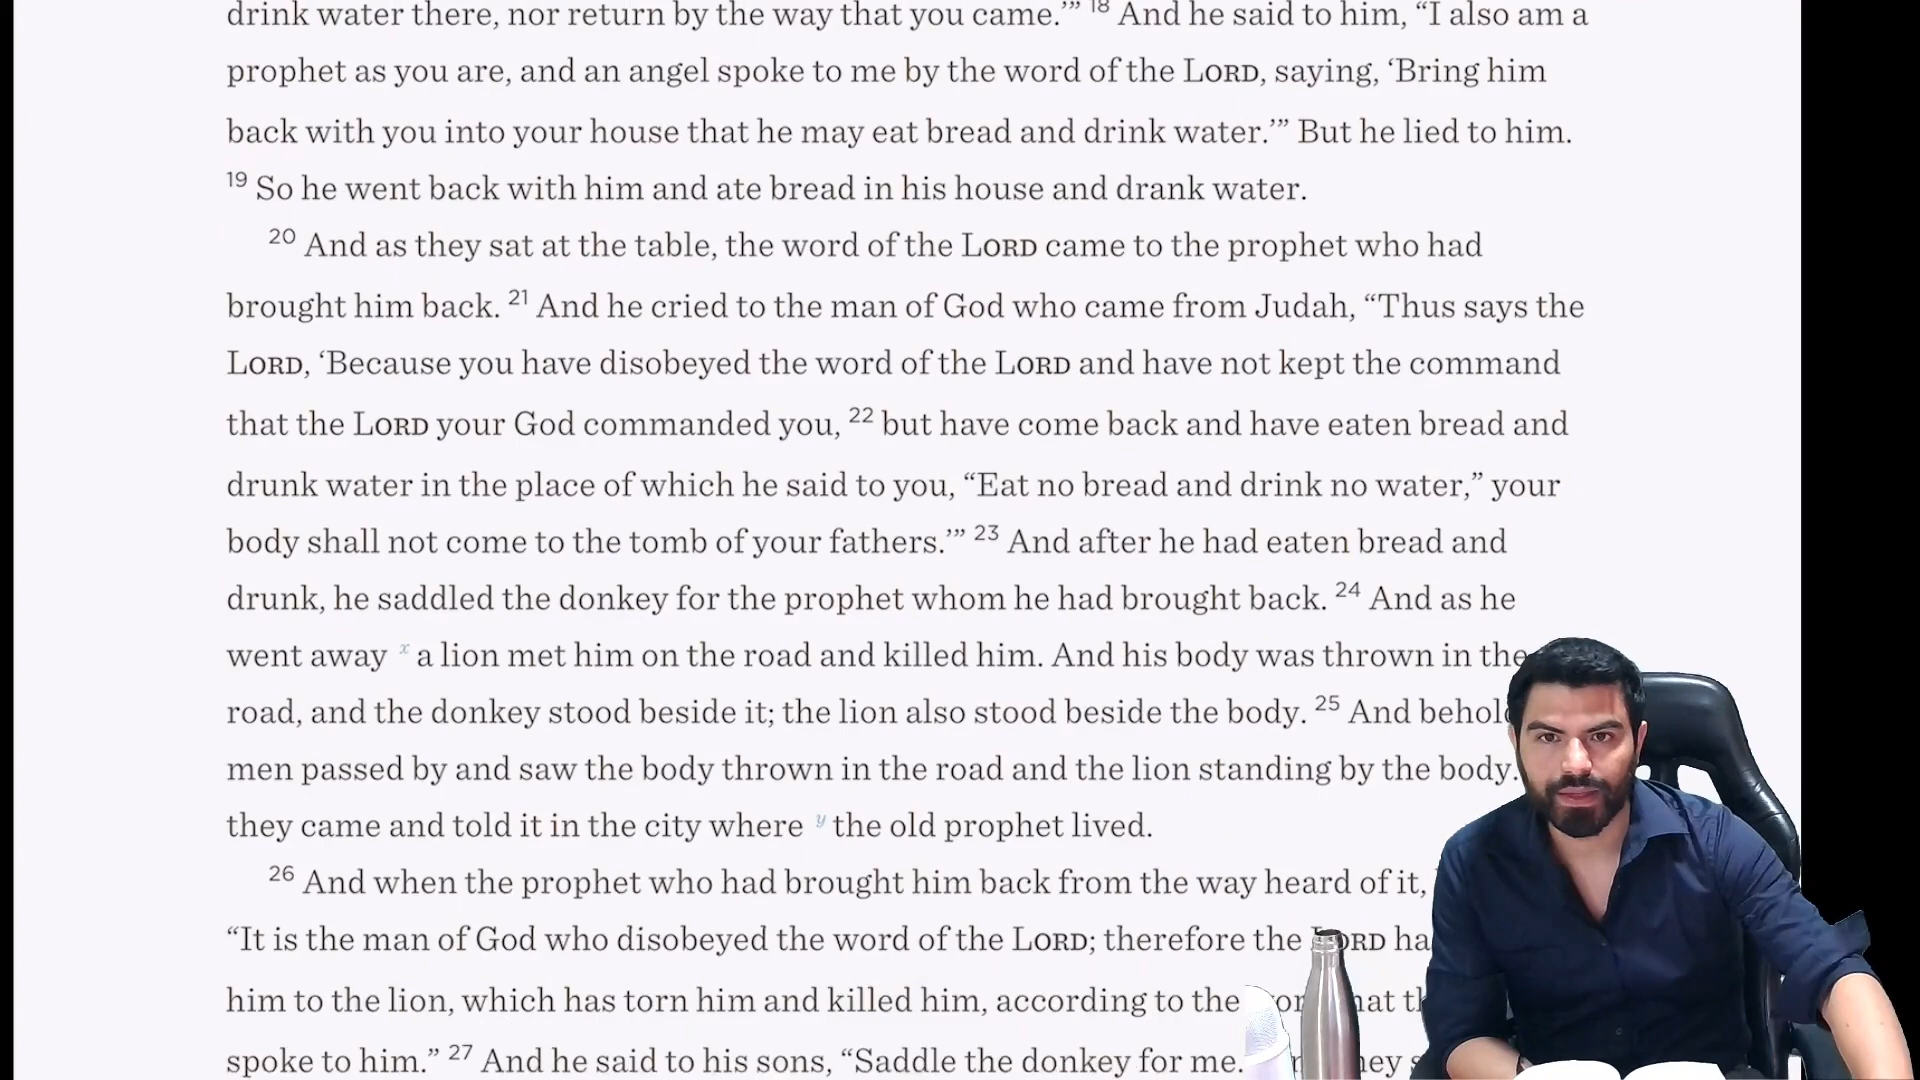 drink water there, nor return by the way that you came.’” 18 And he said to him, “I also am a
prophet as you are, and an angel spoke to me by the word of the LORD, saying, ‘Bring him
back with you into your house that he may eat bread and drink water.’” But he lied to him.
19 So he went back with him and ate bread in his house and drank water.
20 And as they sat at the table, the word of the LORD came to the prophet who had
brought him back. 21 And he cried to the man of God who came from Judah, “Thus says the
LORD, ‘Because you have disobeyed the word of the LORD and have not kept the command
that the LORD your God commanded you, 22 but have come back and have eaten bread and
drunk water in the place of which he said to you, “Eat no bread and drink no water,” your
body shall not come to the tomb of your fathers.’” 23 And after he had eaten bread and
drunk, he saddled the donkey for the prophet whom he had brought back. 24 And as he
went away x a lion met him on the road and killed him. And his body was thrown in the
road, and the donkey stood beside it; the lion also stood beside the body. 25 And behold
men passed by and saw the body thrown in the road and the lion standing by the body.
they came and told it in the city where y the old prophet lived.
26 And when the prophet who had brought him back from the way heard of it,
“It is the man of God who disobeyed the word of the LORD; therefore the LORD
him to the lion, which has torn him and killed him, according to the
spoke to him.” 27 And he said to his sons, “Saddle the donkey for me.